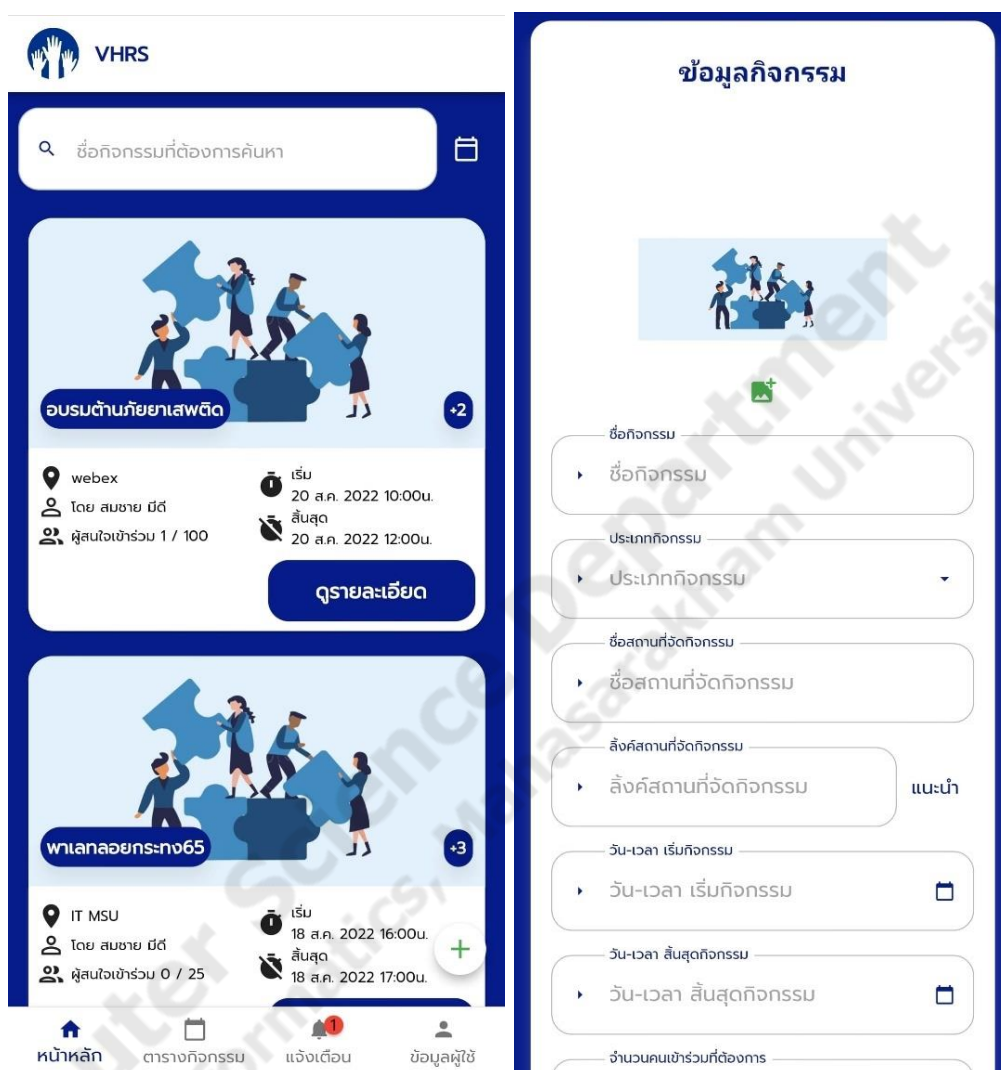 VHRS
ชื่อกิจกรรมที่ต้องการค้นหา
อบรมต้านภัยยาเสพติด
+2
webex
โดย สมชาย มีดี
ผู้สนใจเข้าร่วม 1 / 100
เริ่ม
20 ส.ค. 2022 10:00น.
สิ้นสุด
20 ส.ค. 2022 12:00น.
ดูรายละเอียด
พาเลทลอยกระทง65
+3
IT MSU
โดย สมชาย มีดี
ผู้สนใจเข้าร่วม 0 / 25
เริ่ม
18 ส.ค. 2022 16:00น.
สิ้นสุด
18 ส.ค. 2022 17:00น.
+
1
หน้าหลัก
ตารางกิจกรรม
แจ้งเตือน
ข้อมูลผู้ใช้
ข้อมูลกิจกรรม
ชื่อกิจกรรม
ชื่อกิจกรรม
ประเภทกิจกรรม
ประเภทกิจกรรม
ชื่อสถานที่จัดกิจกรรม
ชื่อสถานที่จัดกิจกรรม
ลิ้งค์สถานที่จัดกิจกรรม
ลิ้งค์สถานที่จัดกิจกรรม
แนะนำ
วัน-เวลา เริ่มกิจกรรม
วัน-เวลา เริ่มกิจกรรม
วัน-เวลา สิ้นสุดกิจกรรม
วัน-เวลา สิ้นสุดกิจกรรม
จำนวนคนเข้าร่วมที่ต้องการ
Science Department
Mahasarakham